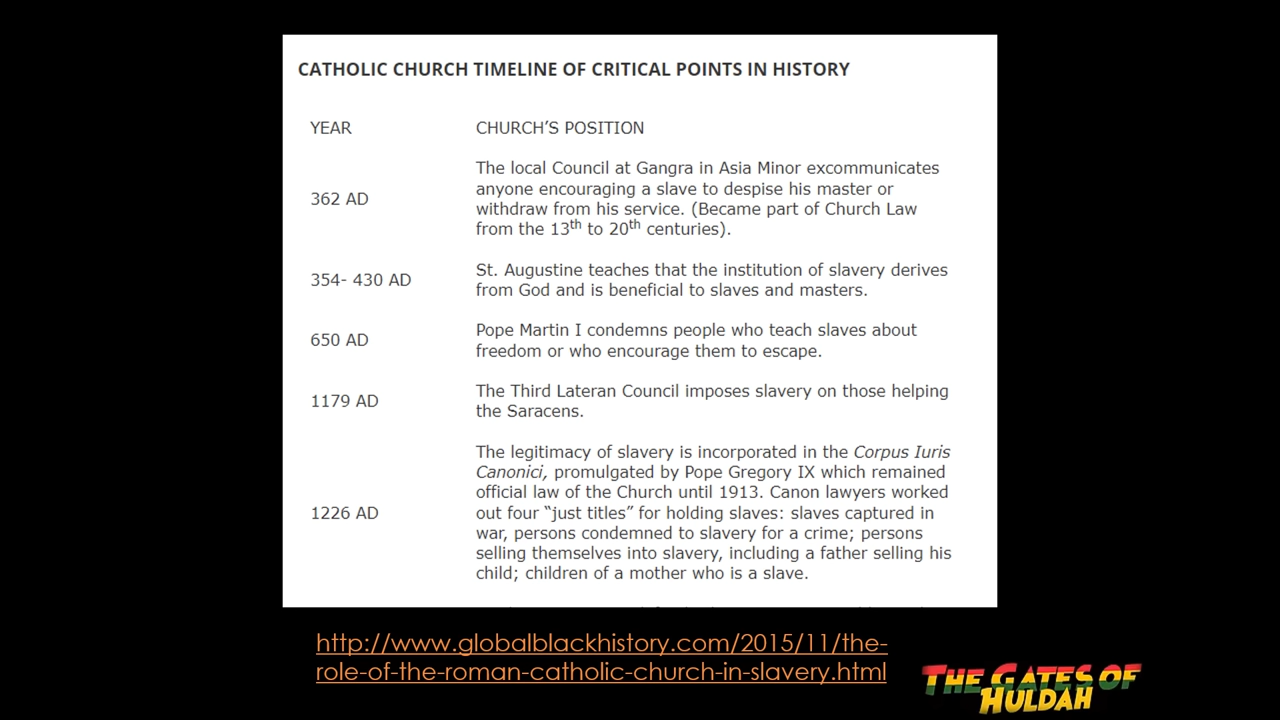 CATHOLIC CHURCH TIMELINE OF CRITICAL POINTS IN HISTORY
YEAR CHURCH'S POSITION
362 AD
The local Council at Gangra in Asia Minor excommunicates
anyone encouraging a slave to despise his master or
withdraw from his service. (Became part of Church Law
from the 13th to 20th centuries).
354- 430 AD
St. Augustine teaches that the institution of slavery derives
from God and is beneficial to slaves and masters.
650 AD
Pope Martin I condemns people who teach slaves about
freedom or who encourage them to escape.
1179 AD
The Third Lateran Council imposes slavery on those helping
the Saracens.
1226 AD
The legitimacy of slavery is incorporated in the Corpus Iuris
Canonici, promulgated by Pope Gregory IX which remained
official law of the Church until 1913. Canon lawyers worked
out four “just titles” for holding slaves: slaves captured in
war, persons condemned to slavery for a crime; persons
selling themselves into slavery, including a father selling his
child; children of a mother who is a slave.
http://www.globalblackhistory.com/2015/11/the-
role-of-the-roman-catholic-church-in-slavery.html
THE GATES OF
HULDAH